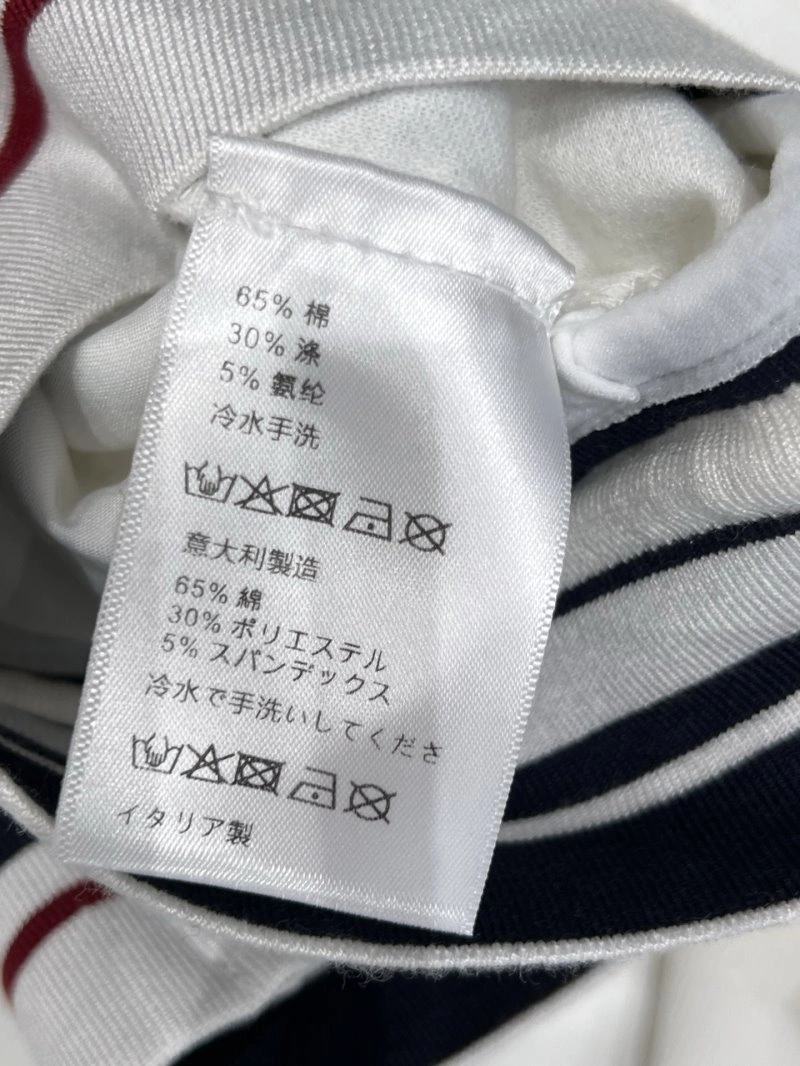 65% 棉
30% 涤
5% 氨纶
冷水手洗
意大利製造
65% 綿
30% ポリエステル
5% スパンデックス
冷水で手洗いしてくださ
イタリア製